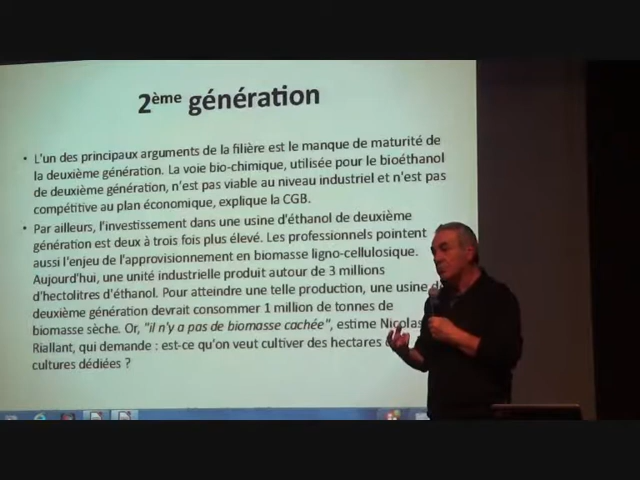 2ème génération
• L'un des principaux arguments de la filière est le manque de maturité de
la deuxième génération. La voie bio-chimique, utilisée pour le bioéthanol
de deuxième génération, n'est pas viable au niveau industriel et n'est pas
compétitive au plan économique, explique la CGB.
• Par ailleurs, l'investissement dans une usine d'éthanol de deuxième
génération est deux à trois fois plus élevé. Les professionnels pointent
aussi l'enjeu de l'approvisionnement en biomasse ligno-cellulosique.
Aujourd'hui, une unité industrielle produit autour de 3 millions
d'hectolitres d'éthanol. Pour atteindre une telle production, une usine
deuxième génération devrait consommer 1 million de tonnes de
biomasse sèche. Or, "il n'y a pas de biomasse cachée", estime Nicolas
Riallant, qui demande : est-ce qu'on veut cultiver des hectares
cultures dédiées ?